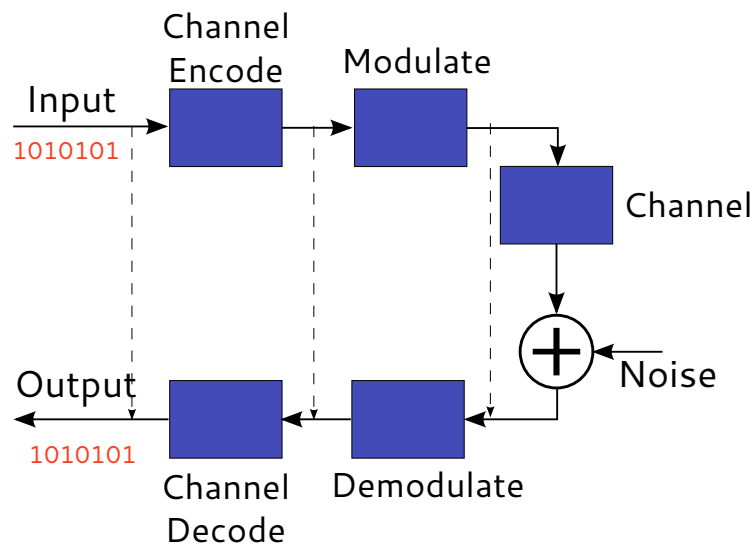 Channel
Encode
Modulate
Input
1010101
Channel
Noise
Output
1010101
Channel
Decode
Demodulate